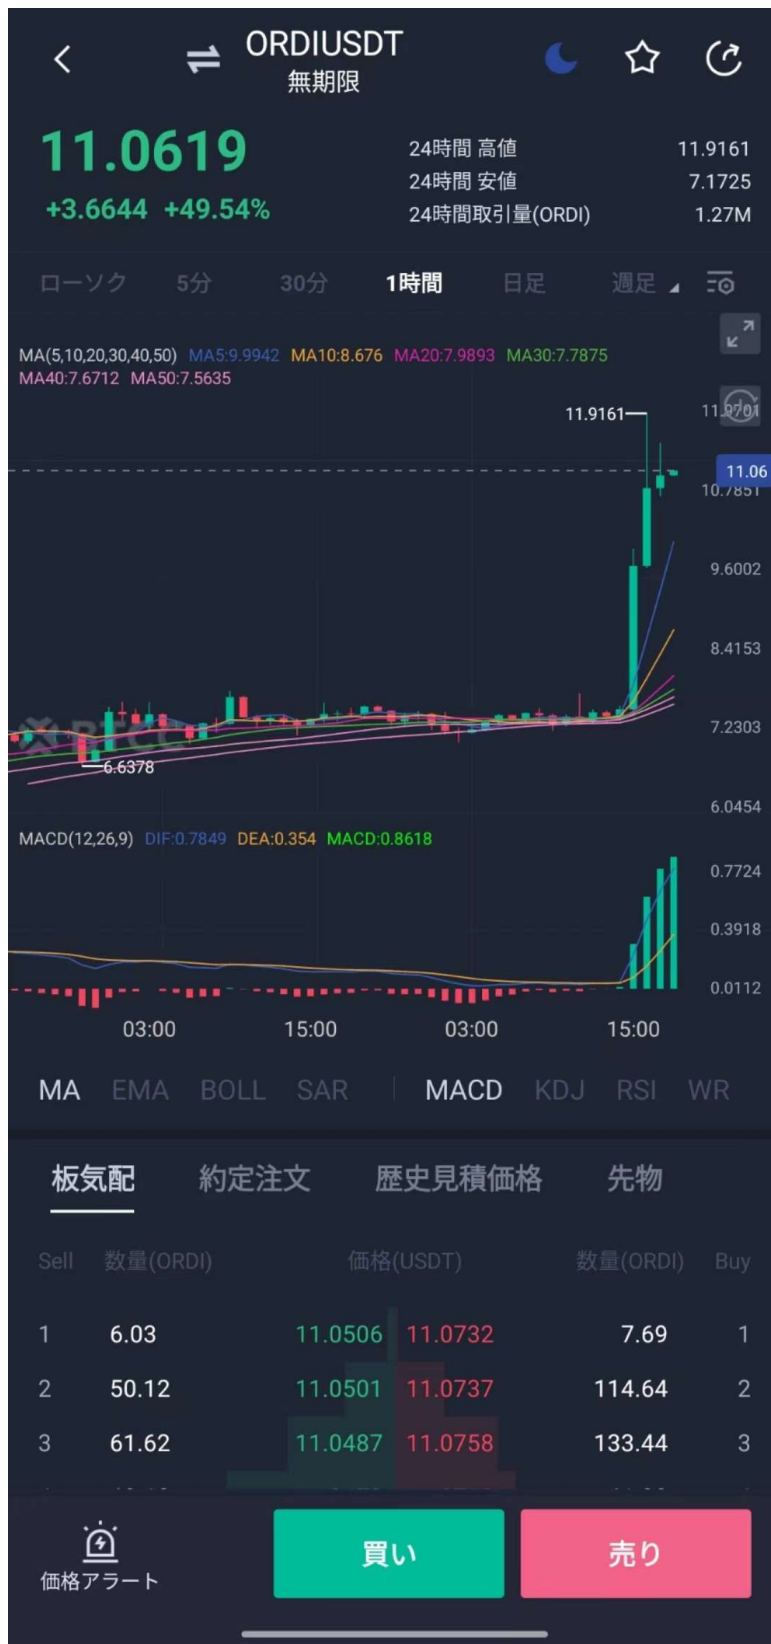 ORDIUSDT
無期限
11.0619
+3.6644 +49.54%
24時間 高値 11.9161
24時間 安値 7.1725
24時間取引量(ORDI) 1.27M
ローソク 5分 30分 1時間 日足 週足
MA(5,10,20,30,40,50) MA5:9.9942 MA10:8.676 MA20:7.9893 MA30:7.7875
MA40:7.6712 MA50:7.5635
11.9161
11.9701
11.06
10.7851
9.6002
8.4153
7.2303
BTCC
6.6378
6.0454
MACD(12,26,9) DIF:0.7849 DEA:0.354 MACD:0.8618
0.7724
0.3918
0.0112
03:00 15:00 03:00 15:00
MA EMA BOLL SAR MACD KDJ RSI WR
板気配 約定注文 歴史見積価格 先物
Sell 数量(ORDI) 価格(USDT) 数量(ORDI) Buy
1 6.03 11.0506 11.0732 7.69 1
2 50.12 11.0501 11.0737 114.64 2
3 61.62 11.0487 11.0758 133.44 3
買い 売り
価格アラート